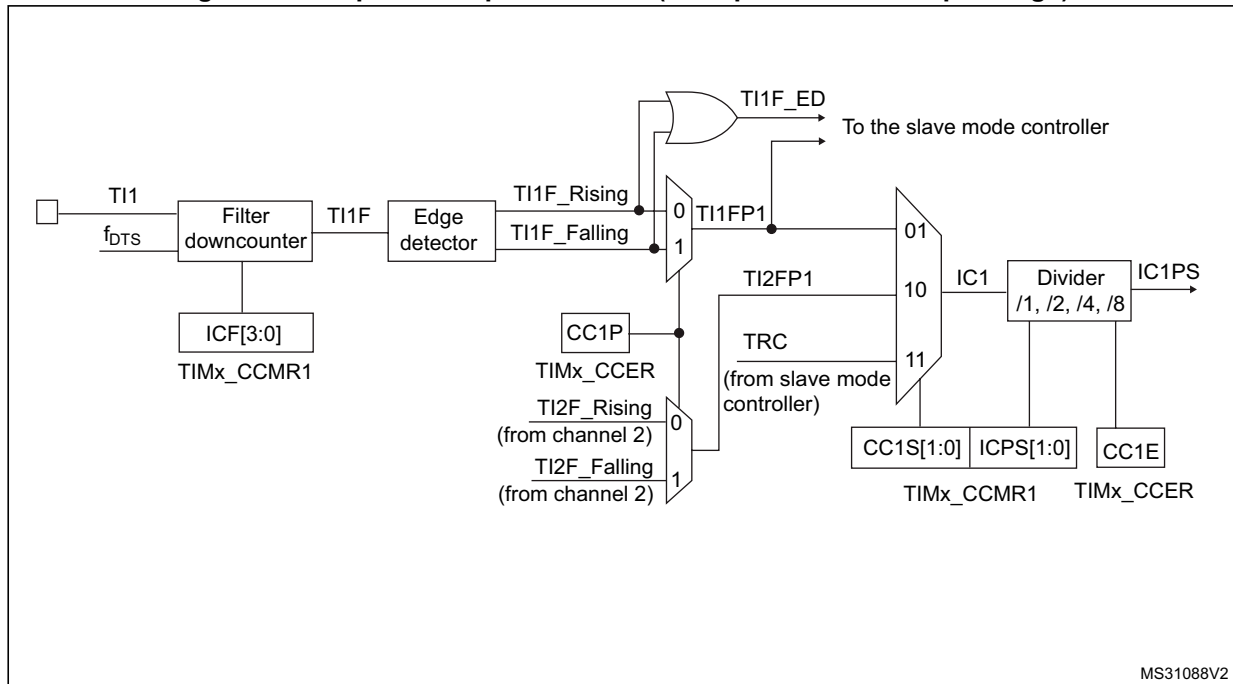 TI1F_ED
To the slave mode controller
TI1
f_DTS
Filter
downcounter
TI1F
Edge
detector
TI1F_Rising
TI1F_Falling
0
1
TI1FP1
01
10
11
TI2FP1
TRC
(from slave mode
controller)
IC1
Divider
/1, /2, /4, /8
IC1PS
ICF[3:0]
TIMx_CCMR1
CC1P
TIMx_CCER
TI2F_Rising
(from channel 2)
TI2F_Falling
(from channel 2)
0
1
CC1S[1:0]
ICPS[1:0]
TIMx_CCMR1
CC1E
TIMx_CCER
MS31088V2